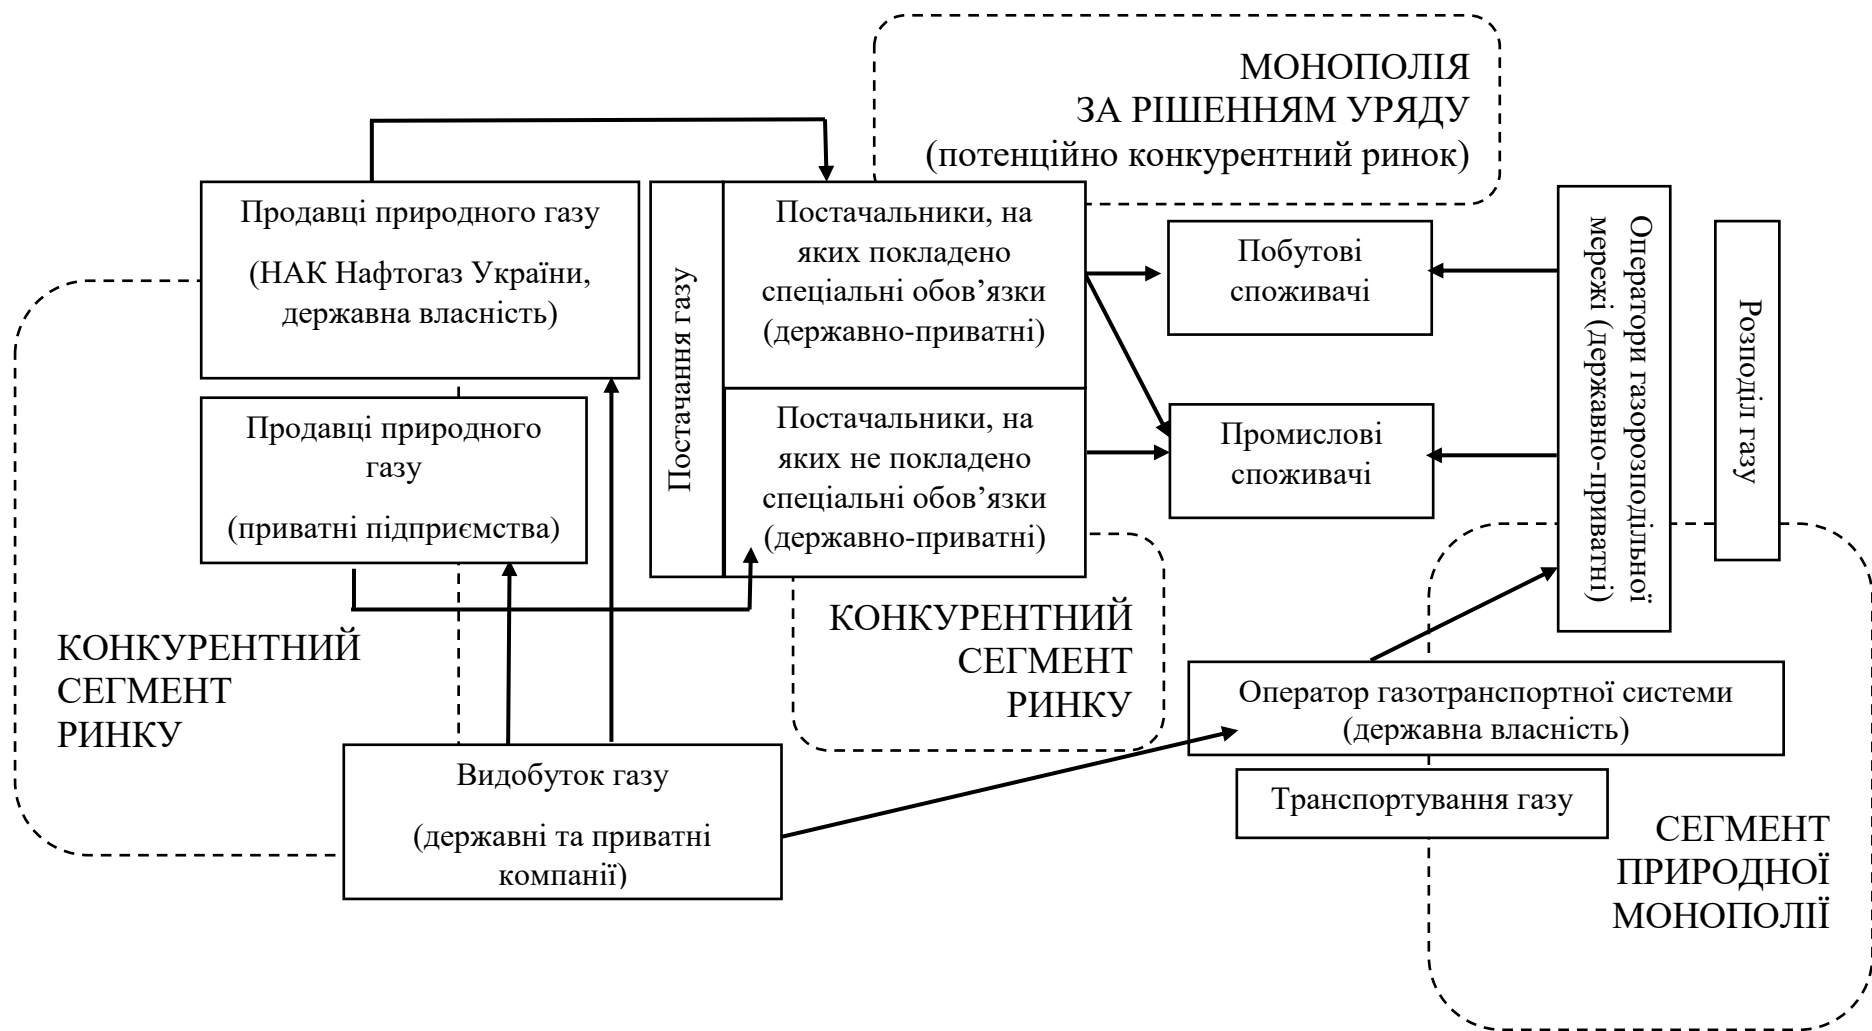 МОНОПОЛІЯ
ЗА РІШЕННЯМ УРЯДУ
(потенційно конкурентний ринок)
Продавці природного газу
(НАК Нафтогаз України,
державна власність)
Продавці природного
газу
(приватні підприємства)
Постачання газу
Постачальники, на
яких покладено
спеціальні обов’язки
(державно-приватні)
Постачальники, на
яких не покладено
спеціальні обов’язки
(державно-приватні)
Побутові
споживачі
Промислові
споживачі
Оператори газорозподільної
мережі (державно-приватні)
Розподіл газу
КОНКУРЕНТНИЙ
СЕГМЕНТ
РИНКУ
КОНКУРЕНТНИЙ
СЕГМЕНТ
РИНКУ
Оператор газотранспортної системи
(державна власність)
Транспортування газу
Видобуток газу
(державні та приватні
компанії)
СЕГМЕНТ
ПРИРОДНОЇ
МОНОПОЛІЇ